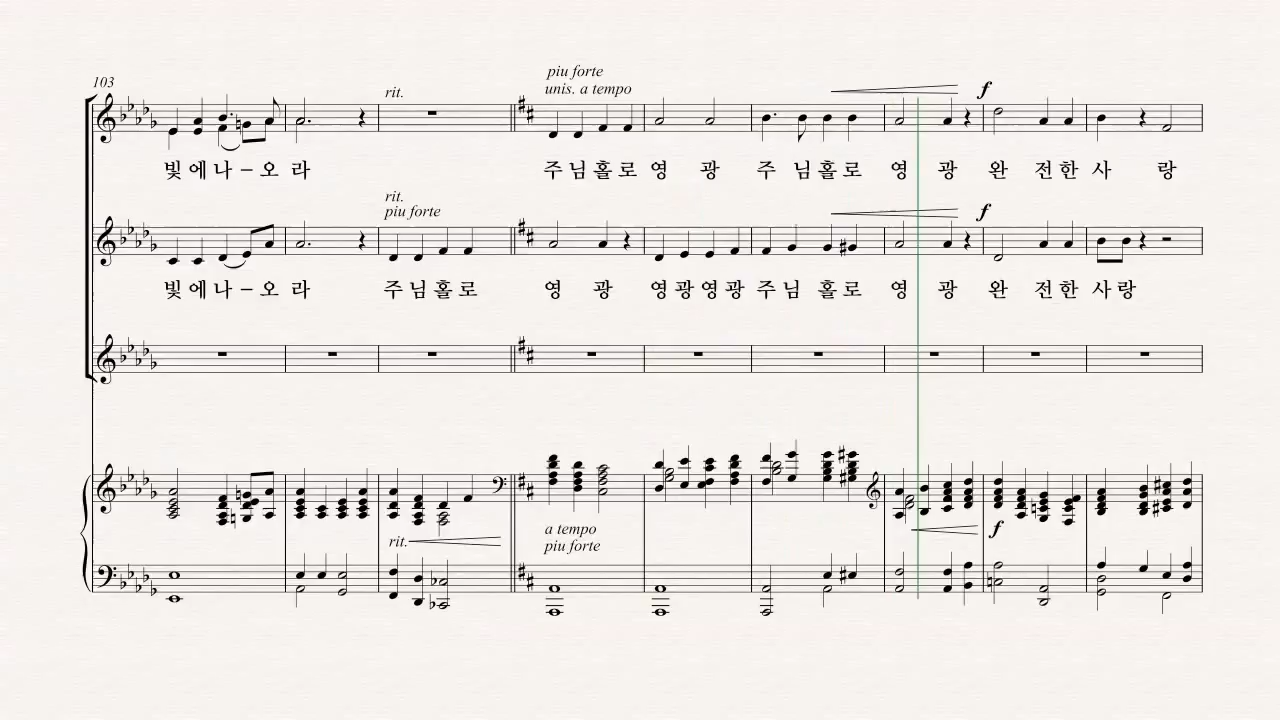 103
rit.
piu forte
unis. a tempo
f
빛 에 나 – 오 라 주 님 홀 로 영 광 주 님 홀 로 영 광 완 전 한 사 랑
rit.
piu forte
f
빛 에 나 – 오 라 주 님 홀 로 영 광 영 광 영 광 주 님 홀 로 영 광 완 전 한 사 랑
rit.
a tempo
piu forte
f